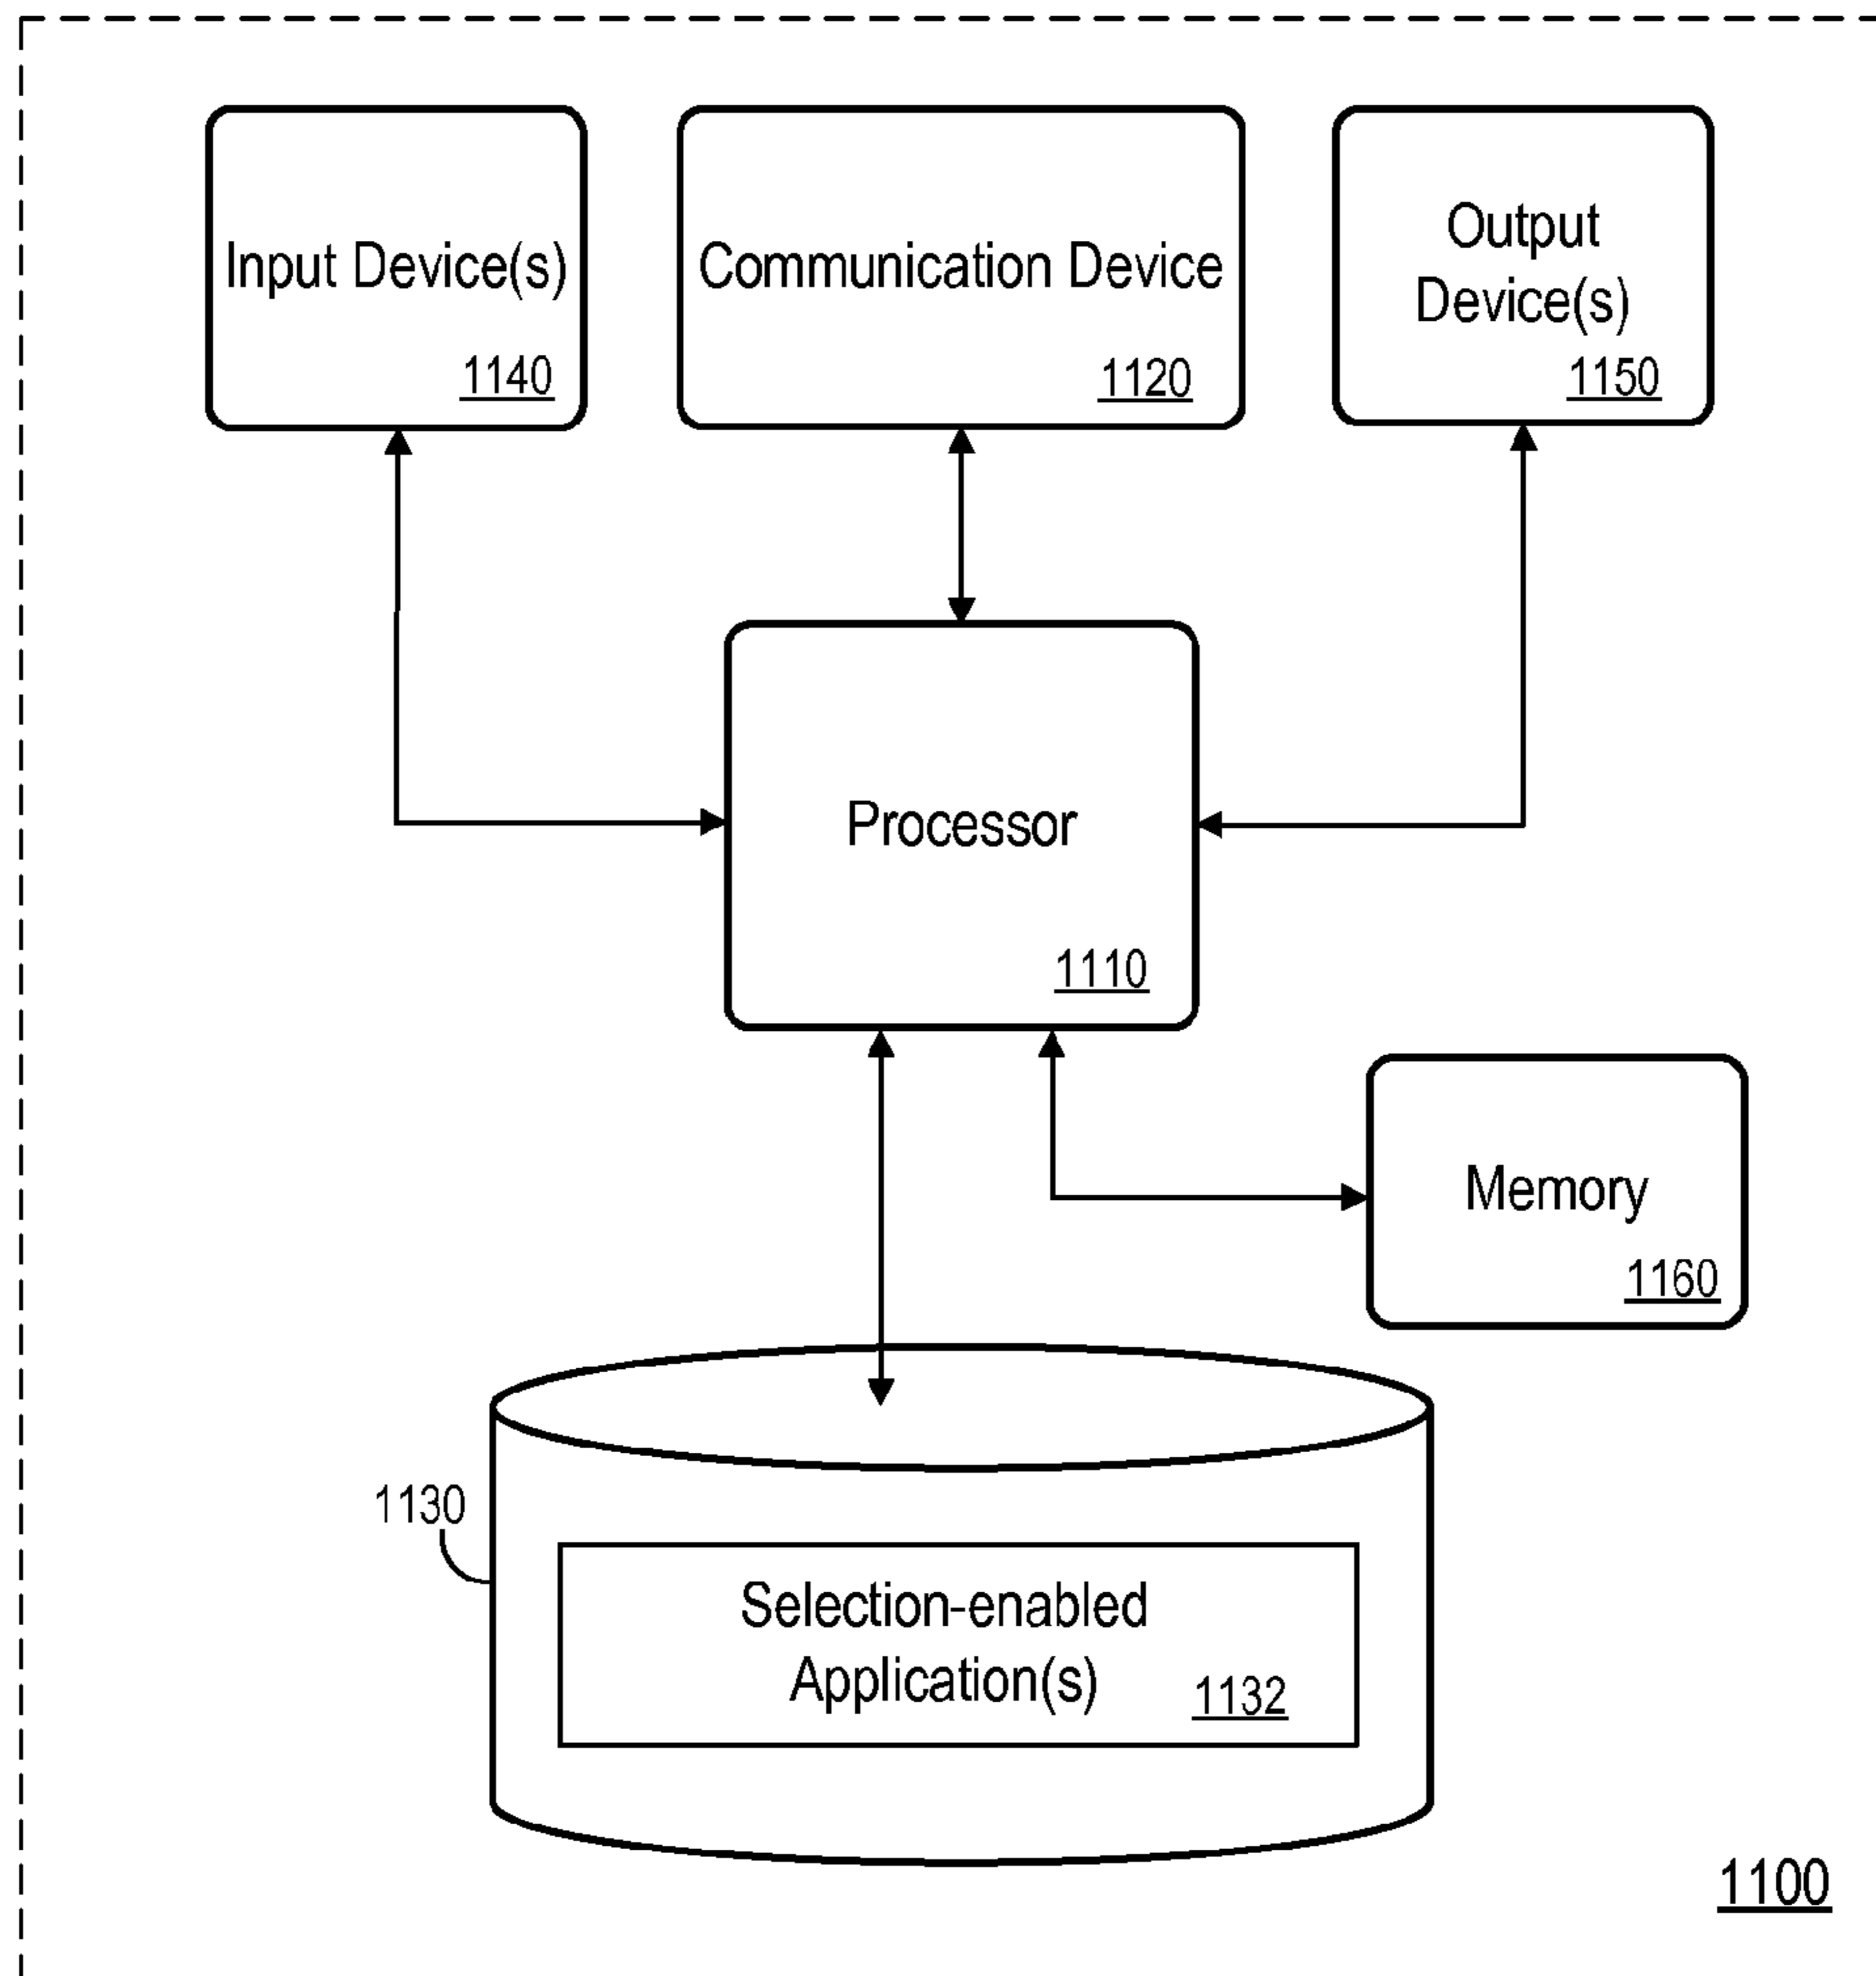 Input Device(s)
1140
Communication Device
1120
Output
Device(s)
1150
Processor
1110
Memory
1160
1130
Selection-enabled
Application(s)
1132
1100